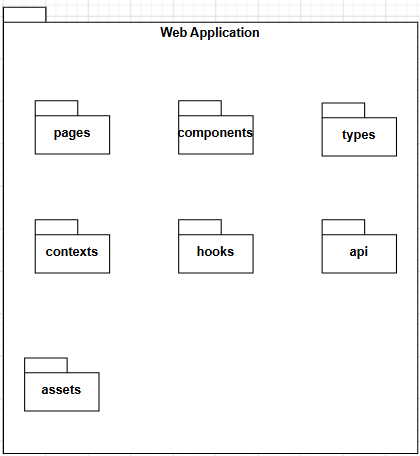 Web Application
pages
components
types
contexts
hooks
api
assets